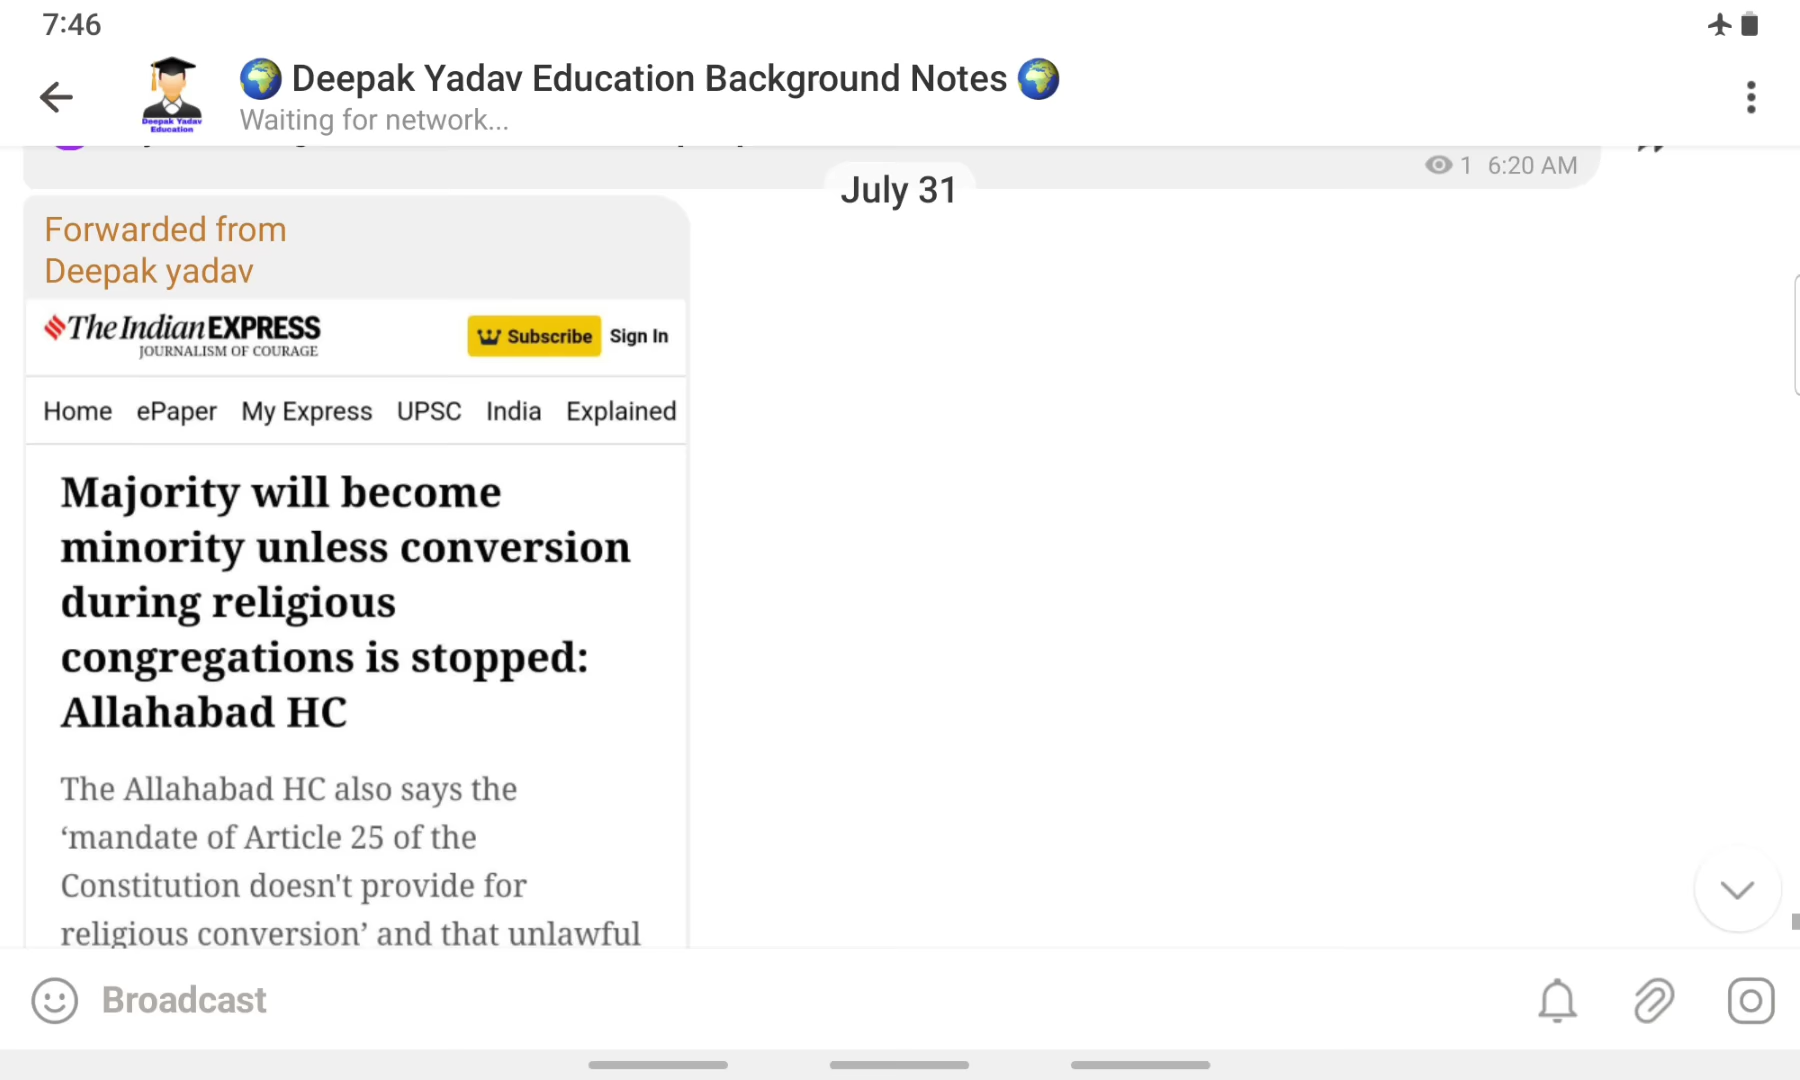 7:46
Deepak Yadav Education Background Notes
Waiting for network...
Deepak Yadav
Education
1 6:20 AM
July 31
Forwarded from
Deepak yadav
The Indian EXPRESS
JOURNALISM OF COURAGE
Subscribe Sign In
Home ePaper My Express UPSC India Explained
Majority will become
minority unless conversion
during religious
congregations is stopped:
Allahabad HC
The Allahabad HC also says the
‘mandate of Article 25 of the
Constitution doesn't provide for
religious conversion’ and that unlawful
Broadcast